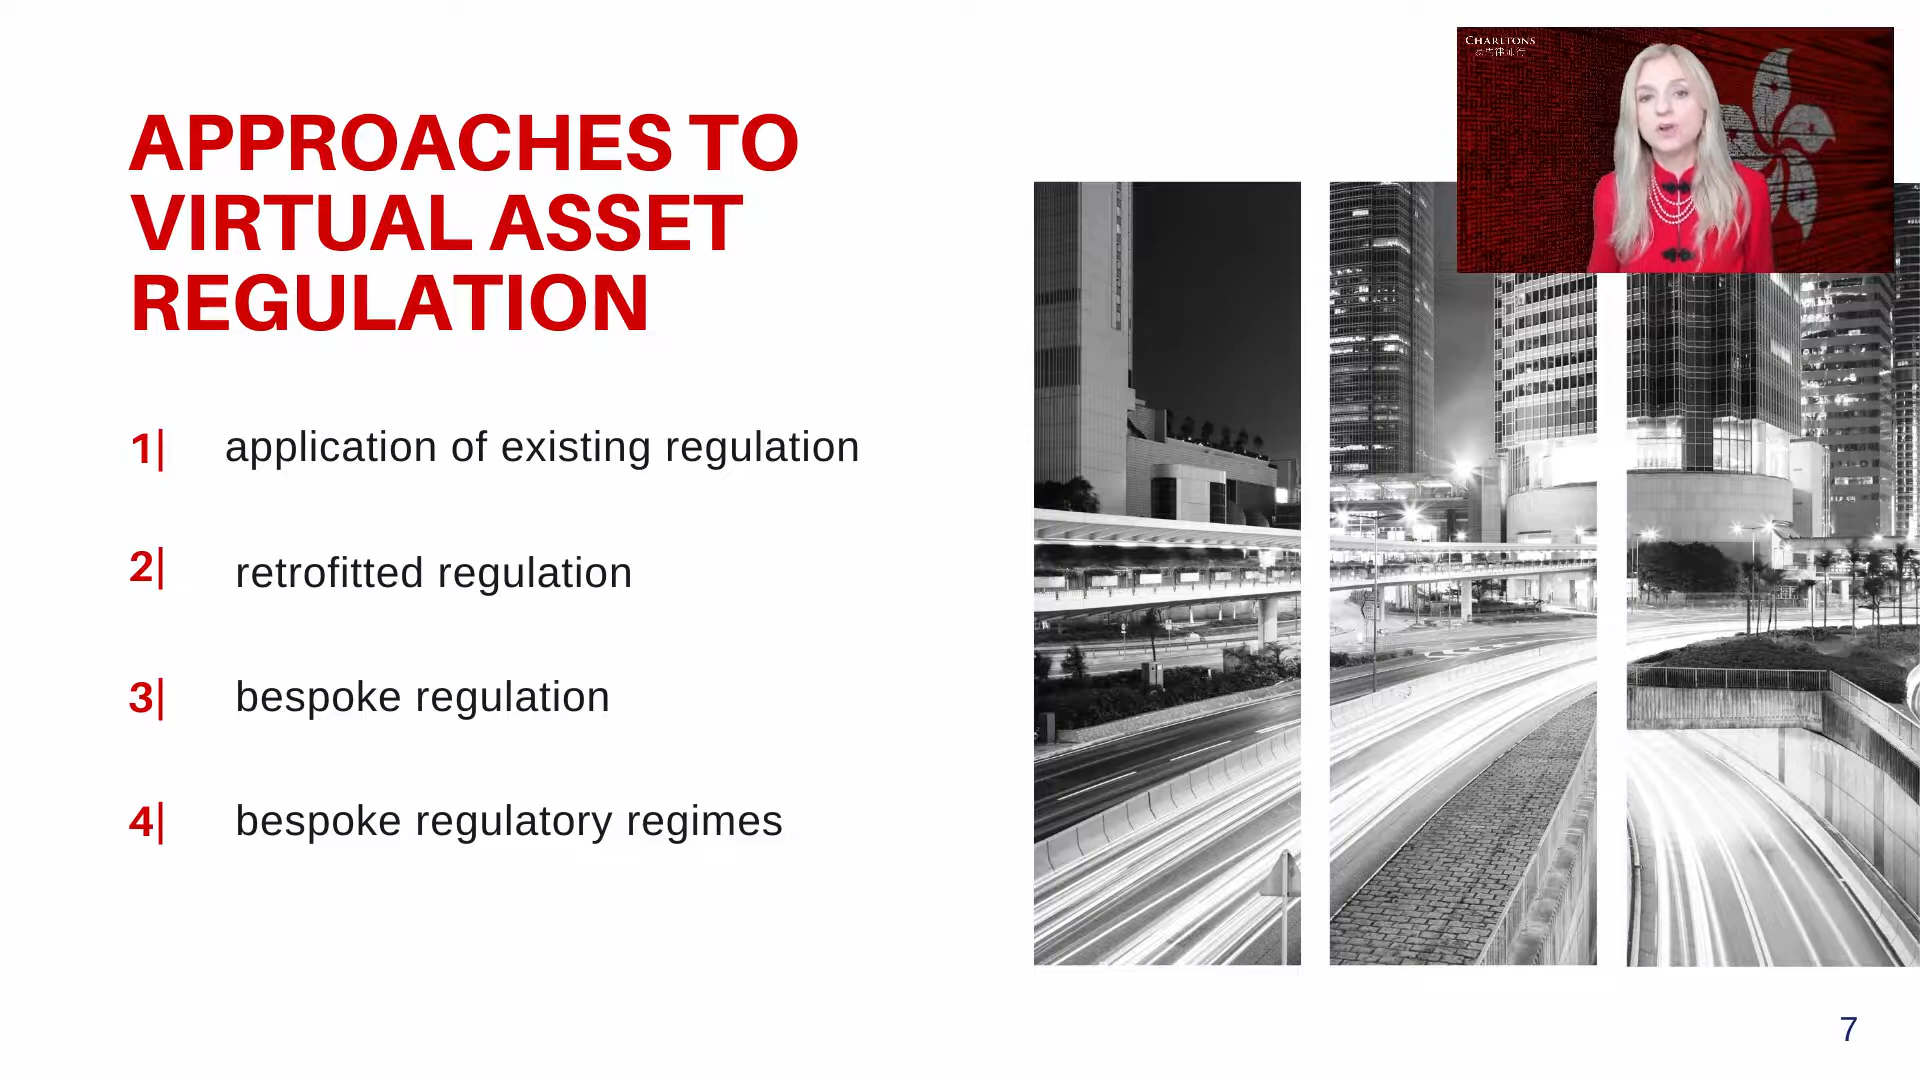 CHARLTONS
APPROACHES TO
VIRTUAL ASSET
REGULATION
1| application of existing regulation
2| retrofitted regulation
3| bespoke regulation
4| bespoke regulatory regimes
7